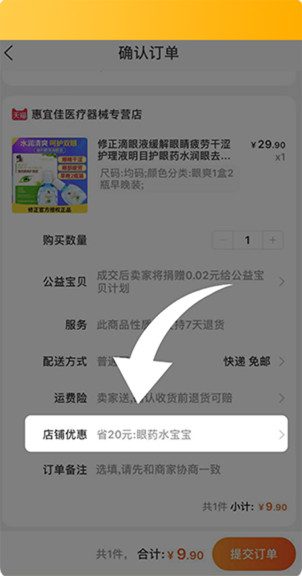 确认订单
天猫 惠宜佳医疗器械专营店
修正滴眼液缓解眼睛疲劳干涩 ¥29.90
护理液明目护眼药水润眼去... x1
尺码:均码;颜色分类:眼爽1盒2
瓶早晚装;
水润清爽 呵护双眼
修正官方授权正品
购买数量 1 +
公益宝贝 成交后卖家将捐赠0.02元给公益宝
贝计划
服务 此商品性质 支持7天退货
配送方式 普通 快递 免邮
运费险 卖家送, 认收货前退货可赔
店铺优惠 省20元:眼药水宝宝
订单备注 选填,请先和商家协商一致
共1件 小计: ¥9.90
共1件, 合计: ¥9.90 提交订单